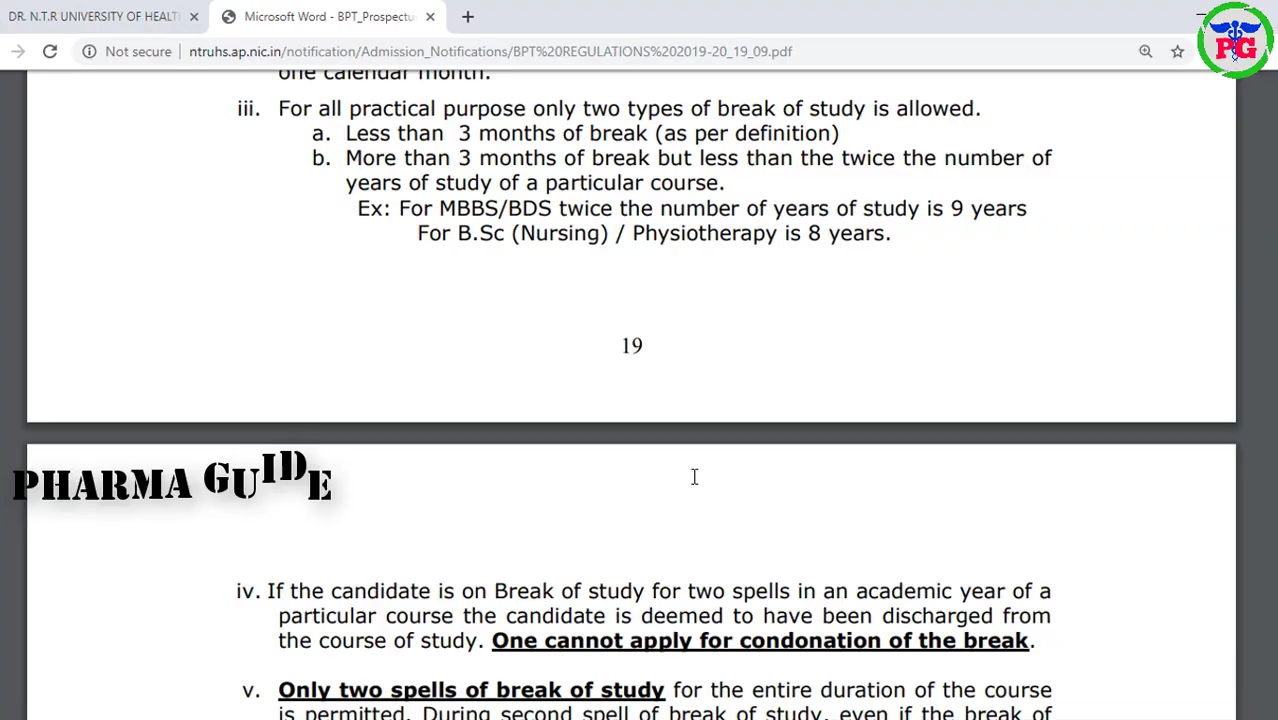 DR. N.T.R UNIVERSITY OF HEALT
Microsoft Word - BPT_Prospectu
Not secure
ntruhs.ap.nic.in/notification/Admission_Notifications/BPT%20REGULATIONS%202019-20_19_09.pdf
PG
one calendar month.
iii. For all practical purpose only two types of break of study is allowed.
a. Less than 3 months of break (as per definition)
b. More than 3 months of break but less than the twice the number of
years of study of a particular course.
Ex: For MBBS/BDS twice the number of years of study is 9 years
For B.Sc (Nursing) / Physiotherapy is 8 years.
19
PHARMA GUIDE
iv. If the candidate is on Break of study for two spells in an academic year of a
particular course the candidate is deemed to have been discharged from
the course of study. One cannot apply for condonation of the break.
v. Only two spells of break of study for the entire duration of the course
is permitted. During second spell of break of study, even if the break of